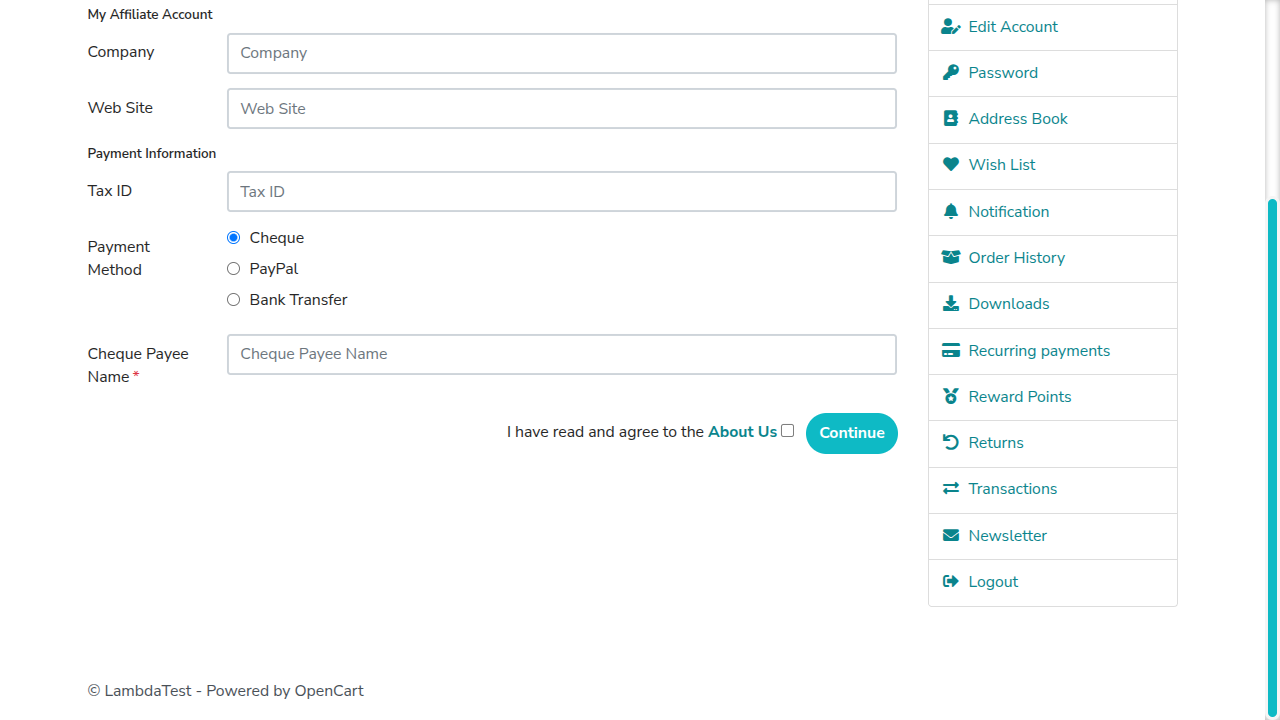 My Affiliate Account
Company
Company
Web Site
Web Site
Payment Information
Tax ID
Tax ID
Payment
Method
Cheque
PayPal
Bank Transfer
Cheque Payee
Name *
Cheque Payee Name
I have read and agree to the About Us
Continue
Edit Account
Password
Address Book
Wish List
Notification
Order History
Downloads
Recurring payments
Reward Points
Returns
Transactions
Newsletter
Logout
© LambdaTest - Powered by OpenCart